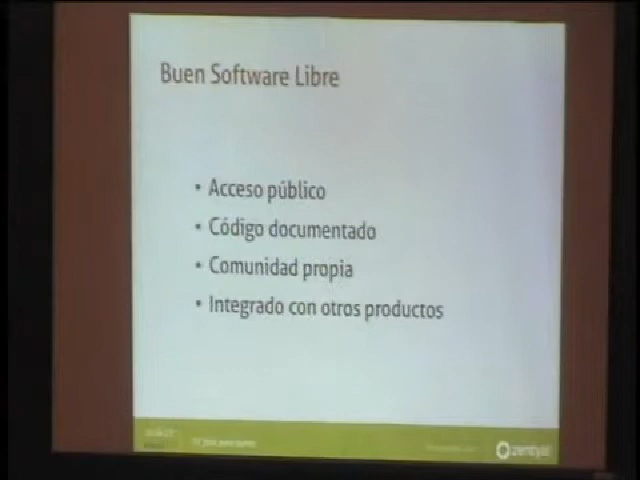 Buen Software Libre
• Acceso público
• Código documentado
• Comunidad propia
• Integrado con otros productos
zentyal